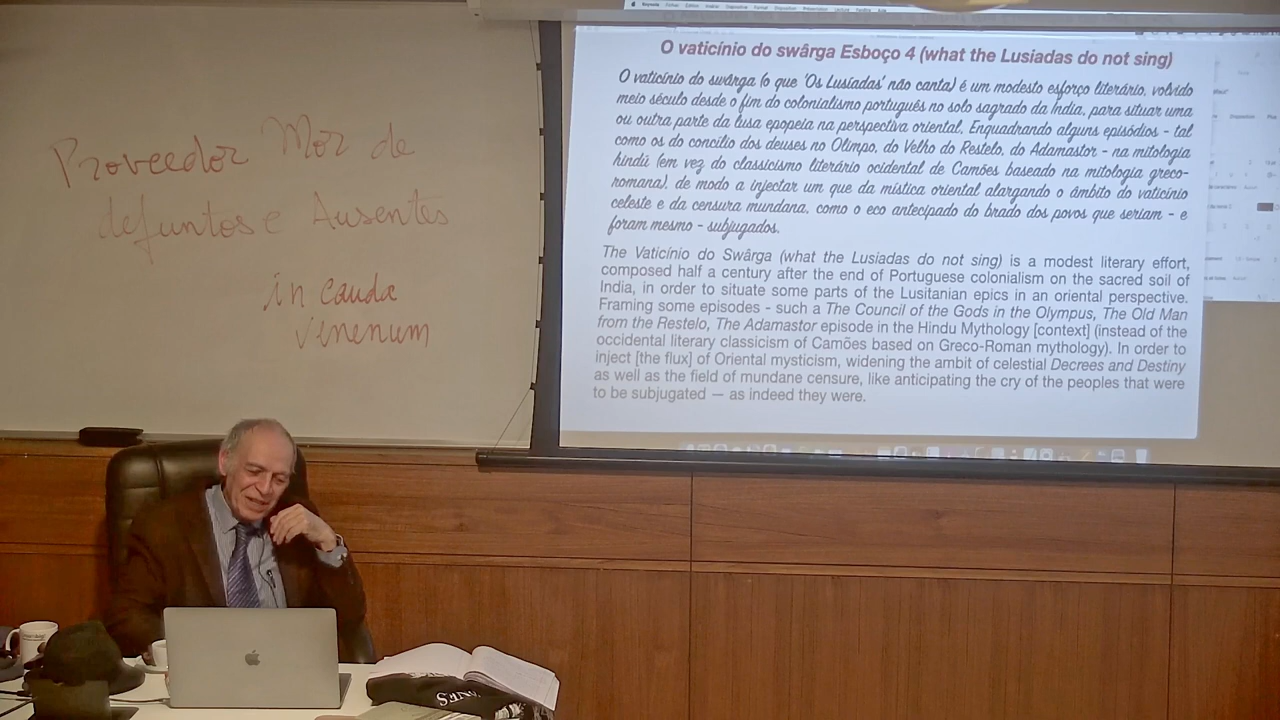 Proveedor Mor de
defuntos e Ausentes
in cauda
venenum
O vaticínio do swârga Esboço 4 (what the Lusiadas do not sing)
O vaticínio do swârga (o que 'Os Lusíadas' não canta) é um modesto esforço literário, volvido
meio século desde o fim do colonialismo português no solo sagrado da Índia, para situar uma
ou outra parte da lusa epopeia na perspectiva oriental. Enquadrando alguns episódios - tal
como os do concílio dos deuses no Olimpo, do Velho do Restelo, do Adamastor - na mitologia
hindú (em vez do classicismo literário ocidental de Camões baseado na mitologia greco-
romana), de modo a injectar um que da mística oriental alargando o âmbito do vaticínio
celeste e da censura mundana, como o eco antecipado do brado dos povos que seriam - e
foram mesmo - subjugados.
The Vaticínio do Swârga (what the Lusiadas do not sing) is a modest literary effort,
composed half a century after the end of Portuguese colonialism on the sacred soil of
India, in order to situate some parts of the Lusitanian epics in an oriental perspective.
Framing some episodes - such a The Council of the Gods in the Olympus, The Old Man
from the Restelo, The Adamastor episode in the Hindu Mythology [context] (instead of the
occidental literary classicism of Camões based on Greco-Roman mythology). In order to
inject [the flux] of Oriental mysticism, widening the ambit of celestial Decrees and Destiny
as well as the field of mundane censure, like anticipating the cry of the peoples that were
to be subjugated — as indeed they were.